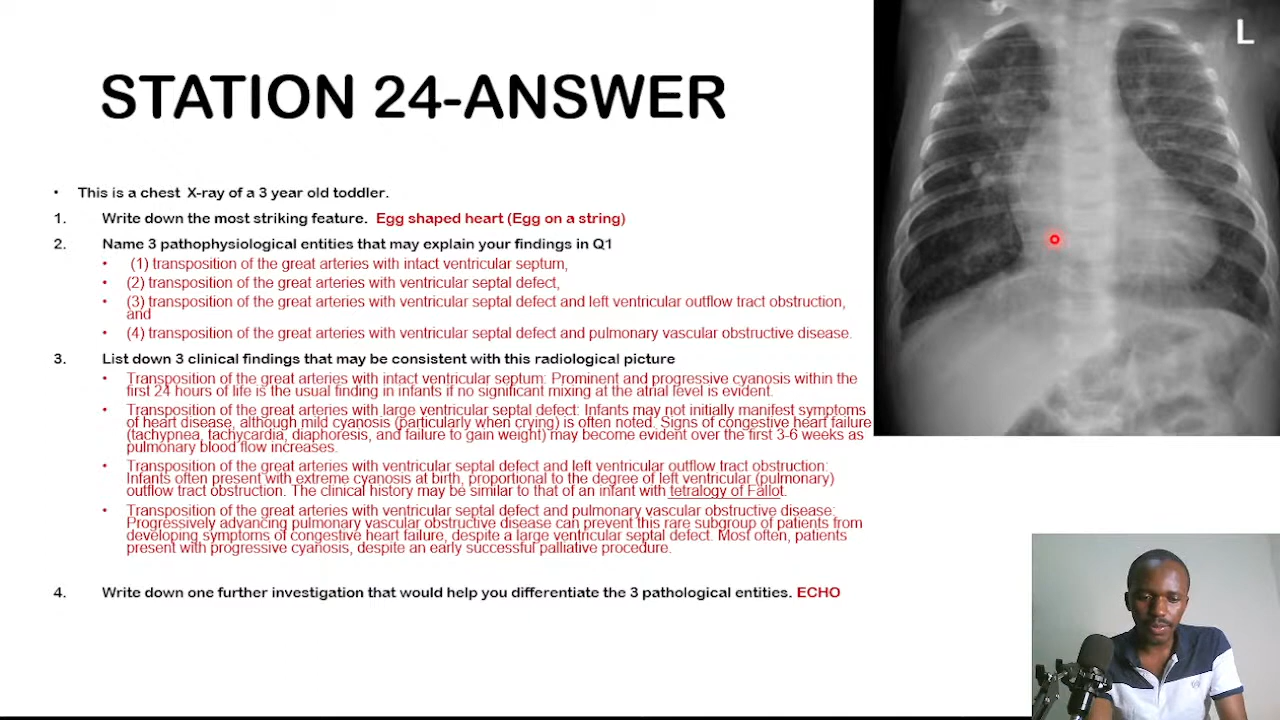 STATION 24-ANSWER
L
• This is a chest X-ray of a 3 year old toddler.
1. Write down the most striking feature. Egg shaped heart (Egg on a string)
2. Name 3 pathophysiological entities that may explain your findings in Q1
• (1) transposition of the great arteries with intact ventricular septum,
• (2) transposition of the great arteries with ventricular septal defect,
• (3) transposition of the great arteries with ventricular septal defect and left ventricular outflow tract obstruction,
and
• (4) transposition of the great arteries with ventricular septal defect and pulmonary vascular obstructive disease.
3. List down 3 clinical findings that may be consistent with this radiological picture
• Transposition of the great arteries with intact ventricular septum: Prominent and progressive cyanosis within the
first 24 hours of life is the usual finding in infants if no significant mixing at the atrial level is evident.
• Transposition of the great arteries with large ventricular septal defect: Infants may not initially manifest symptoms
of heart disease, although mild cyanosis (particularly when crying) is often noted. Signs of congestive heart failure
(tachypnea, tachycardia, diaphoresis, and failure to gain weight) may become evident over the first 3-6 weeks as
pulmonary blood flow increases.
• Transposition of the great arteries with ventricular septal defect and left ventricular outflow tract obstruction:
Infants often present with extreme cyanosis at birth, proportional to the degree of left ventricular (pulmonary)
outflow tract obstruction. The clinical history may be similar to that of an infant with tetralogy of Fallot.
• Transposition of the great arteries with ventricular septal defect and pulmonary vascular obstructive disease:
Progressively advancing pulmonary vascular obstructive disease can prevent this rare subgroup of patients from
developing symptoms of congestive heart failure, despite a large ventricular septal defect. Most often, patients
present with progressive cyanosis, despite an early successful palliative procedure.
4. Write down one further investigation that would help you differentiate the 3 pathological entities. ECHO